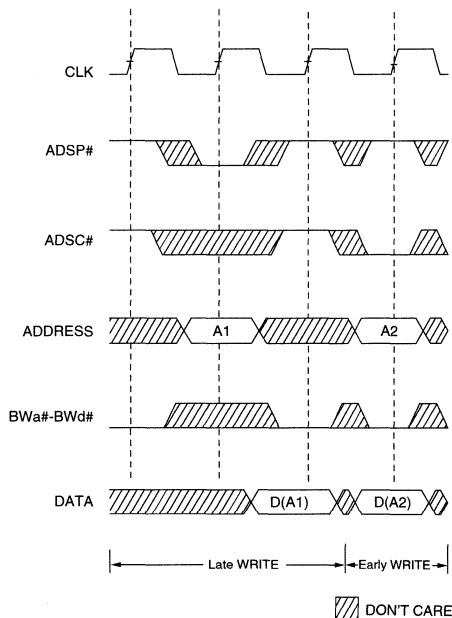 CLK
ADSP#
ADSC#
ADDRESS A1 A2
BWa#-BWd#
DATA D(A1) D(A2)
Late WRITE Early WRITE
DON'T CARE